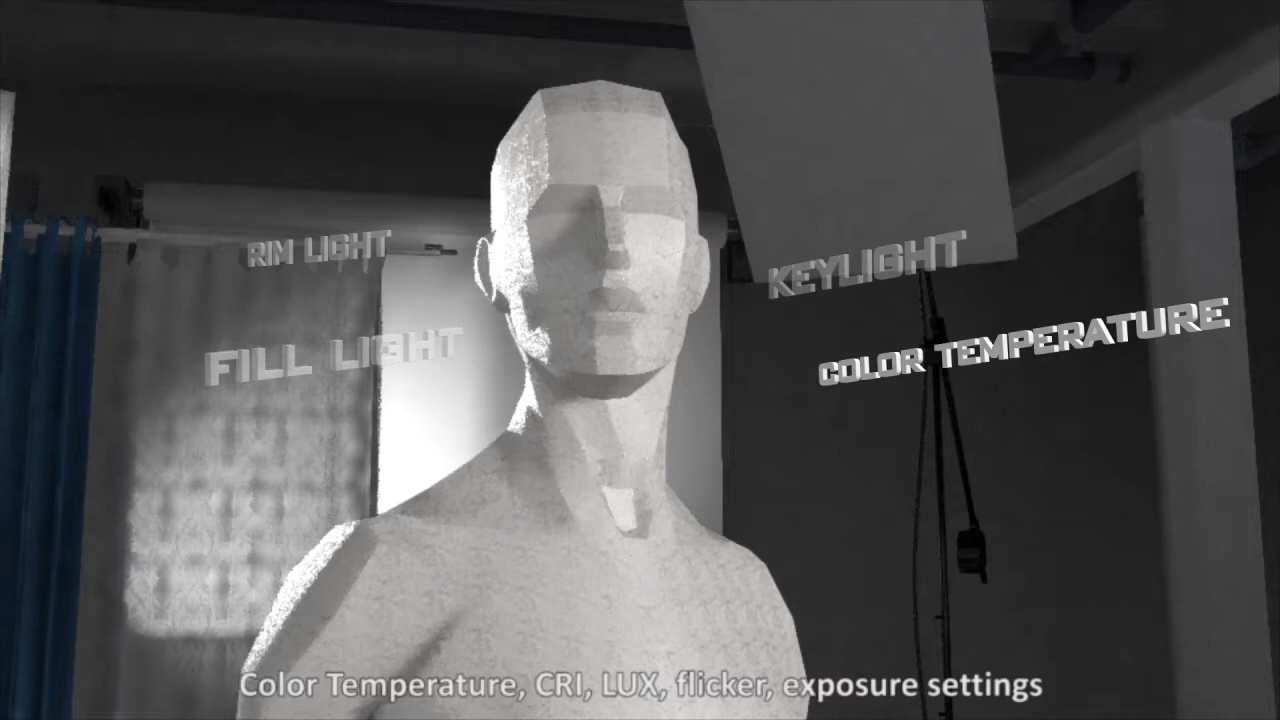 RIM LIGHT
KEYLIGHT
FILL LIGHT
COLOR TEMPERATURE
Color Temperature, CRI, LUX, flicker, exposure settings